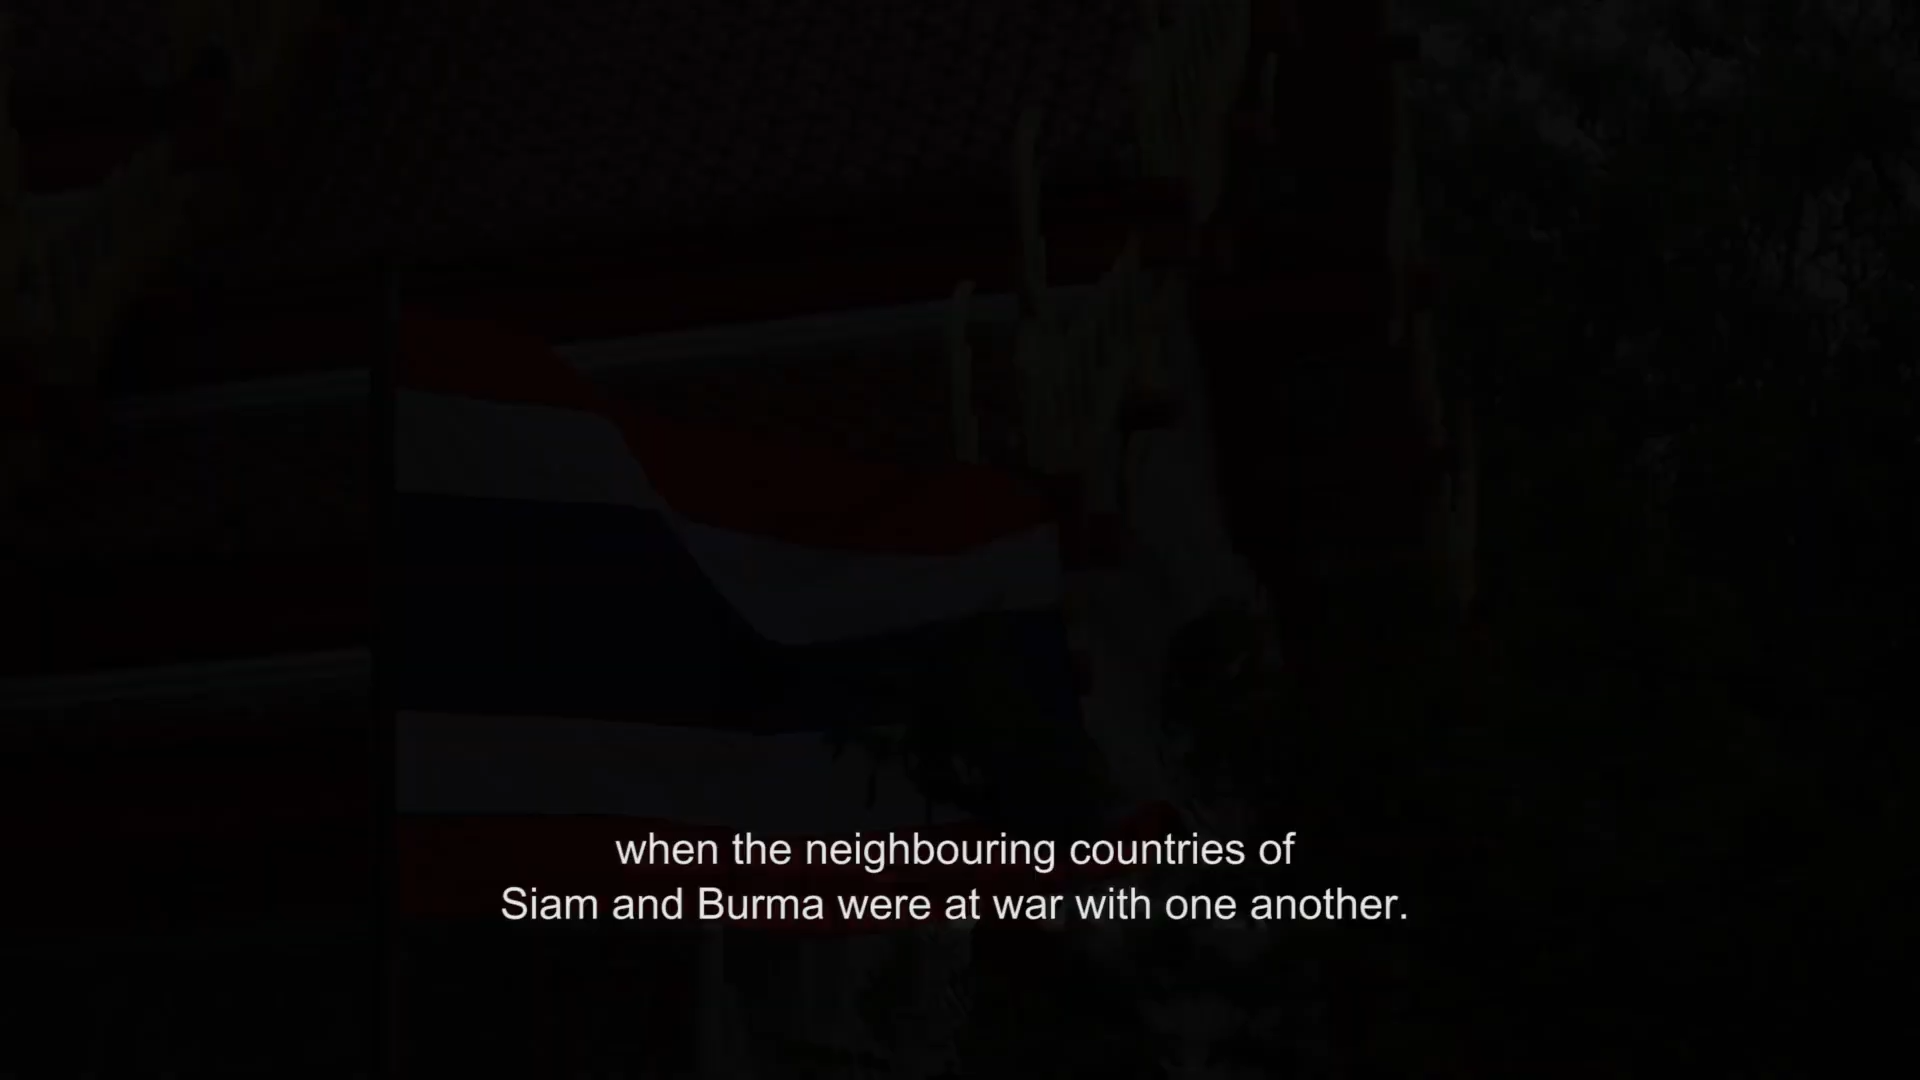 when the neighbouring countries of
Siam and Burma were at war with one another.